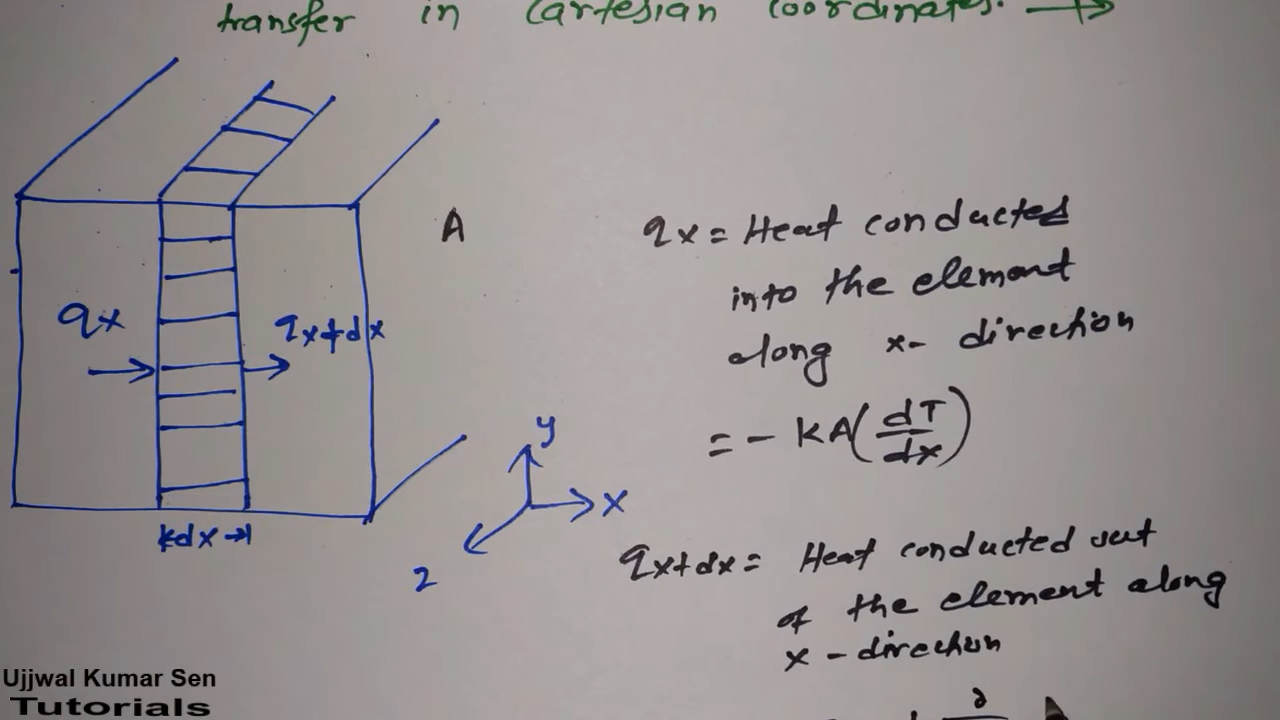 transfer in Cartesian coordinates. →
A
qx
qx+dx
dx
y
x
z
qx = Heat conducted
into the element
along x- direction
= - KA(dT/dx)
qx+dx = Heat conducted out
of the element along
x - direction
∂
Ujjwal Kumar Sen
Tutorials